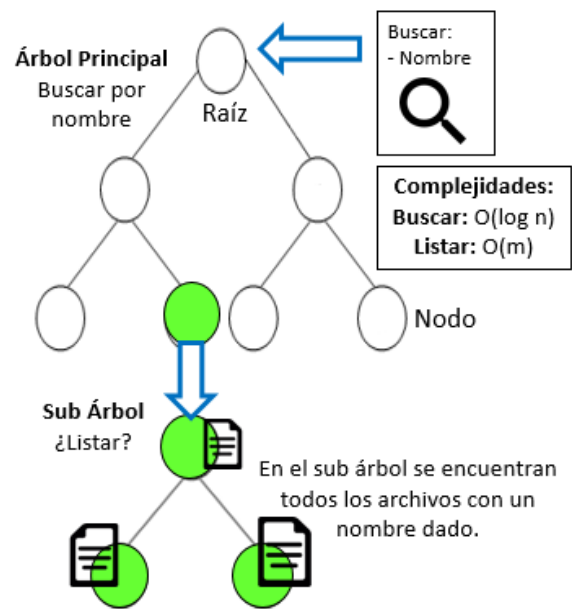 Árbol Principal
Buscar por
nombre
Raíz
Buscar:
- Nombre
Complejidades:
Buscar: O(log n)
Listar: O(m)
Nodo
Sub Árbol
¿Listar?
En el sub árbol se encuentran
todos los archivos con un
nombre dado.